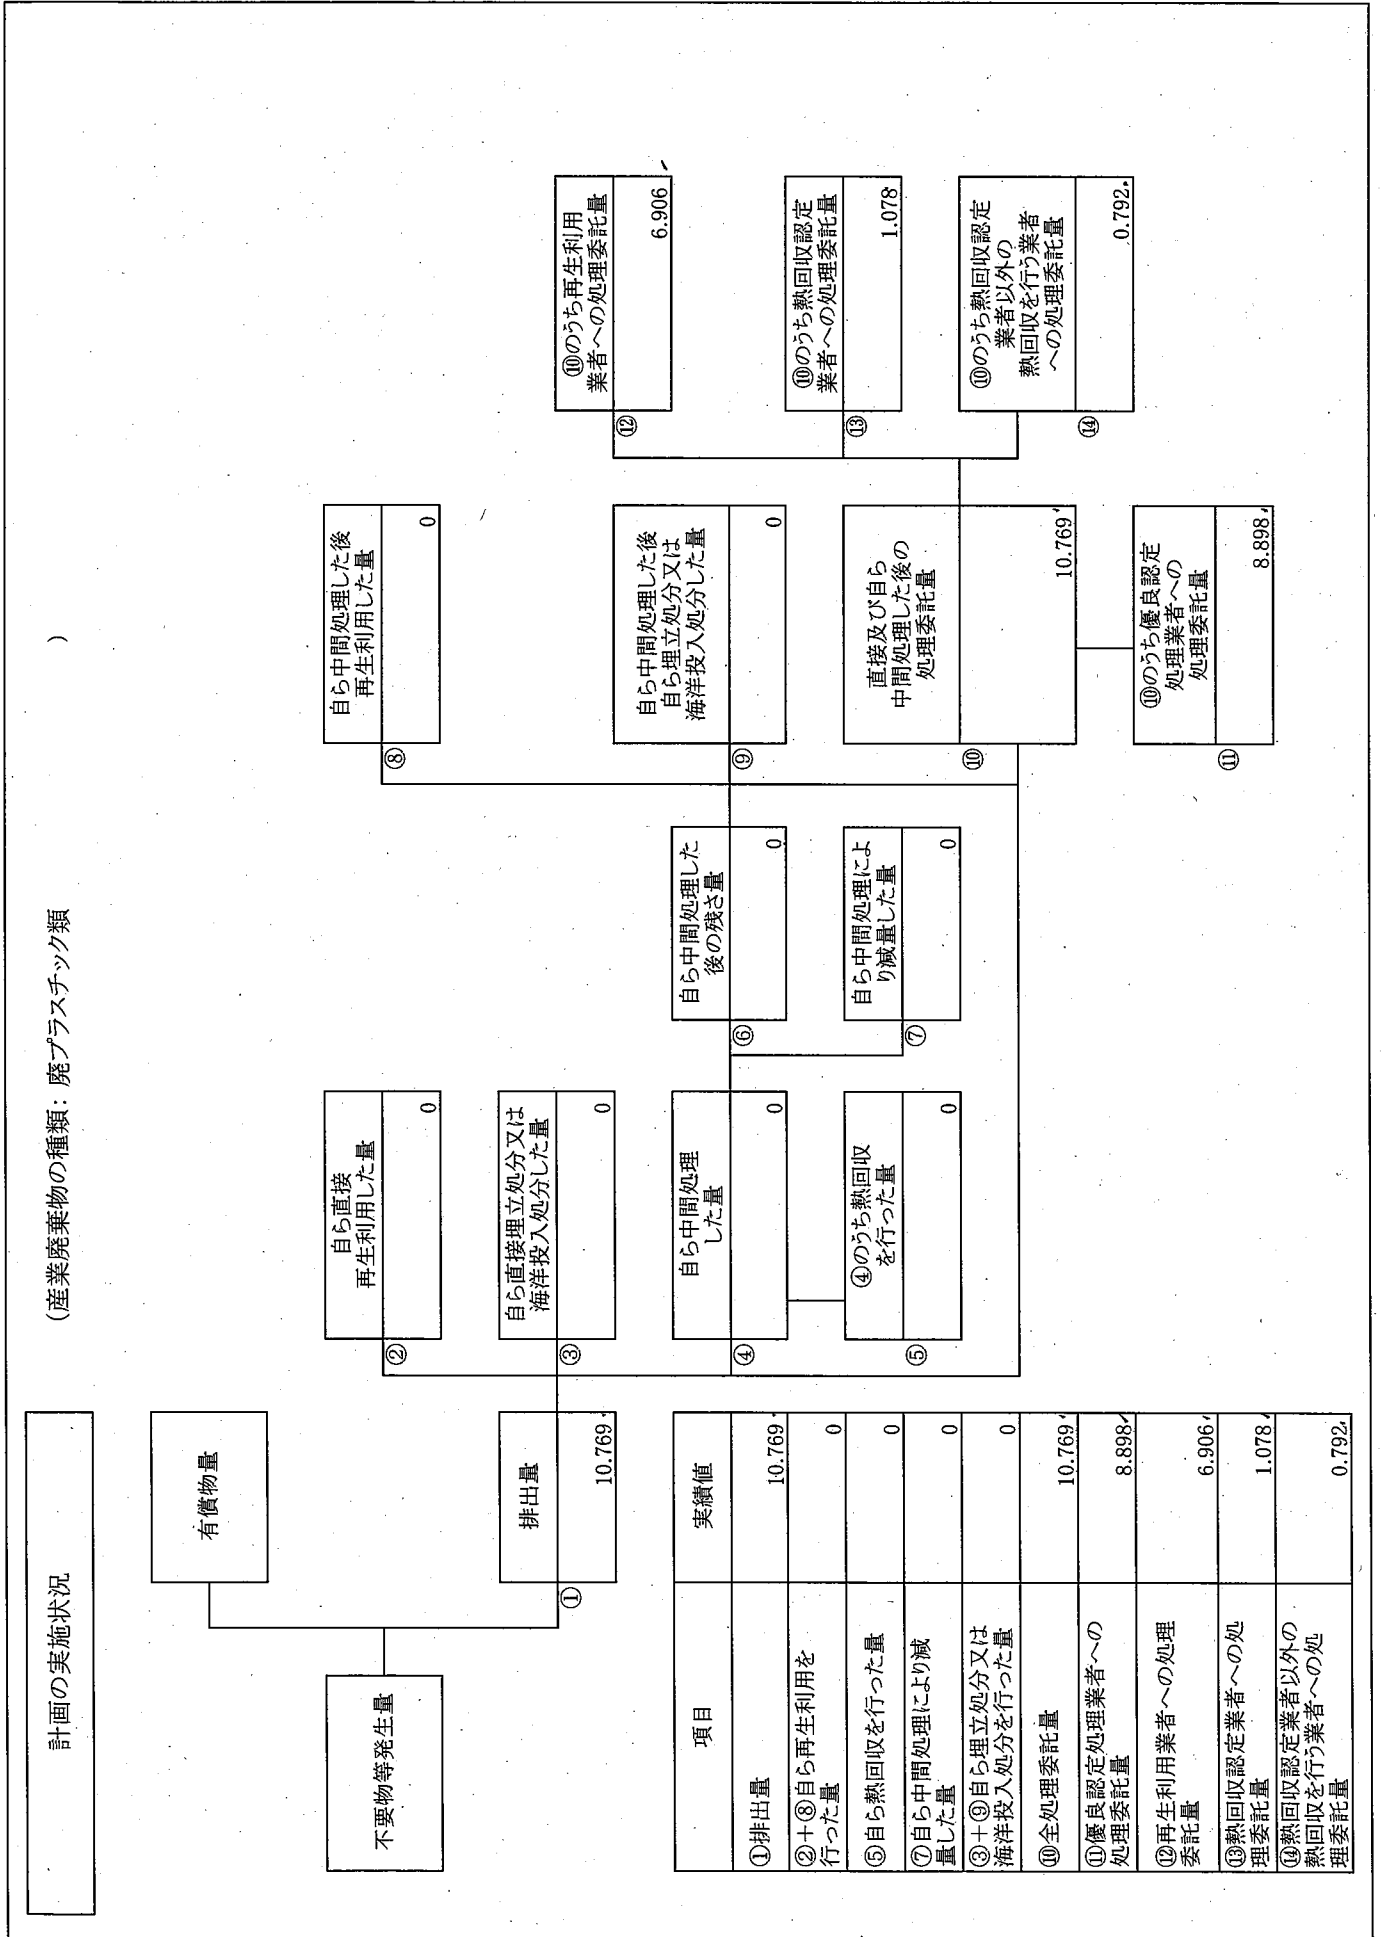 計画の実施状況
(産業廃棄物の種類: 廃プラスチック類 )
不要物等発生量
有償物量
排出量
①
10.769
自ら直接
再生利用した量
②
0
自ら直接埋立処分又は
海洋投入処分した量
③
0
自ら中間処理
した量
④
0
④のうち熱回収
を行った量
⑤
0
自ら中間処理した
後の残さ量
⑥
0
自ら中間処理によ
り減量した量
⑦
0
自ら中間処理した後
再生利用した量
⑧
0
自ら中間処理した後
自ら埋立処分又は
海洋投入処分した量
⑨
0
直接及び自ら
中間処理した後の
処理委託量
⑩
10.769
⑩のうち優良認定
処理業者への
処理委託量
⑪
8.898
⑩のうち再生利用
業者への処理委託量
⑫
6.906
⑩のうち熱回収認定
業者への処理委託量
⑬
1.078
⑩のうち熱回収認定
業者以外の
熱回収を行う業者
への処理委託量
⑭
0.792
項目 実績値
①排出量 10.769
②+⑧自ら再生利用を
行った量 0
⑤自ら熱回収を行った量 0
⑦自ら中間処理により減
量した量 0
③+⑨自ら埋立処分又は
海洋投入処分を行った量 0
⑩全処理委託量 10.769
⑪優良認定処理業者への
処理委託量 8.898
⑫再生利用業者への処理
委託量 6.906
⑬熱回収認定業者への処
理委託量 1.078
⑭熱回収認定業者以外の
熱回収を行う業者への処
理委託量 0.792